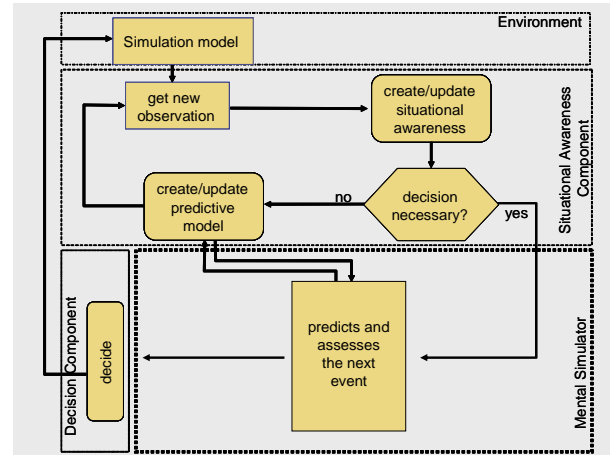 Environment
Simulation model
get new
observation
create/update
situational
awareness
Situational Awareness
Component
create/update
predictive
model
no
decision
necessary?
yes
Decision Component
decide
predicts and
assesses
the next
event
Mental Simulator